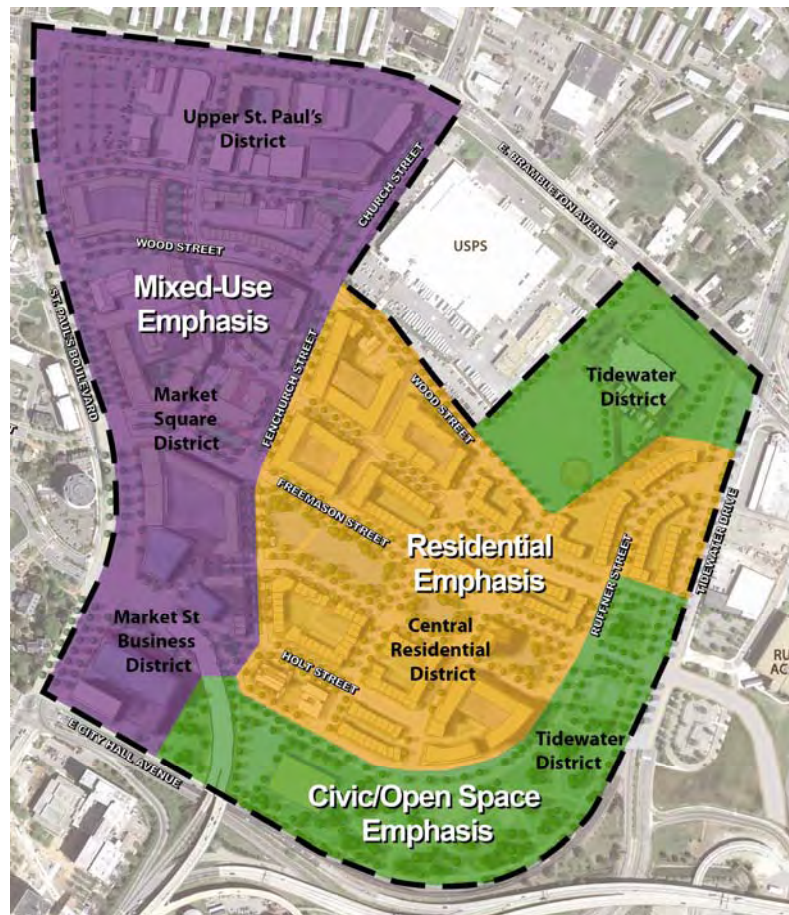 Upper St. Paul's
District
CHURCH STREET
E. BRAMBLETON AVENUE
USPS
WOOD STREET
Mixed-Use
Emphasis
ST. PAUL'S BOULEVARD
FENCHURCH STREET
Market
Square
District
WOOD STREET
Tidewater
District
FREEMASON STREET
Residential
Emphasis
RUFFNER STREET
TIDEWATER DRIVE
Market St
Business
District
Central
Residential
District
HOLT STREET
RU
AC
Tidewater
District
E CITY HALL AVENUE
Civic/Open Space
Emphasis